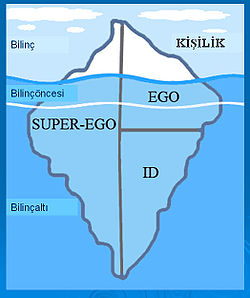 Bilinç
KİŞİLİK
Bilinçöncesi
EGO
SUPER-EGO
ID
Bilinçaltı